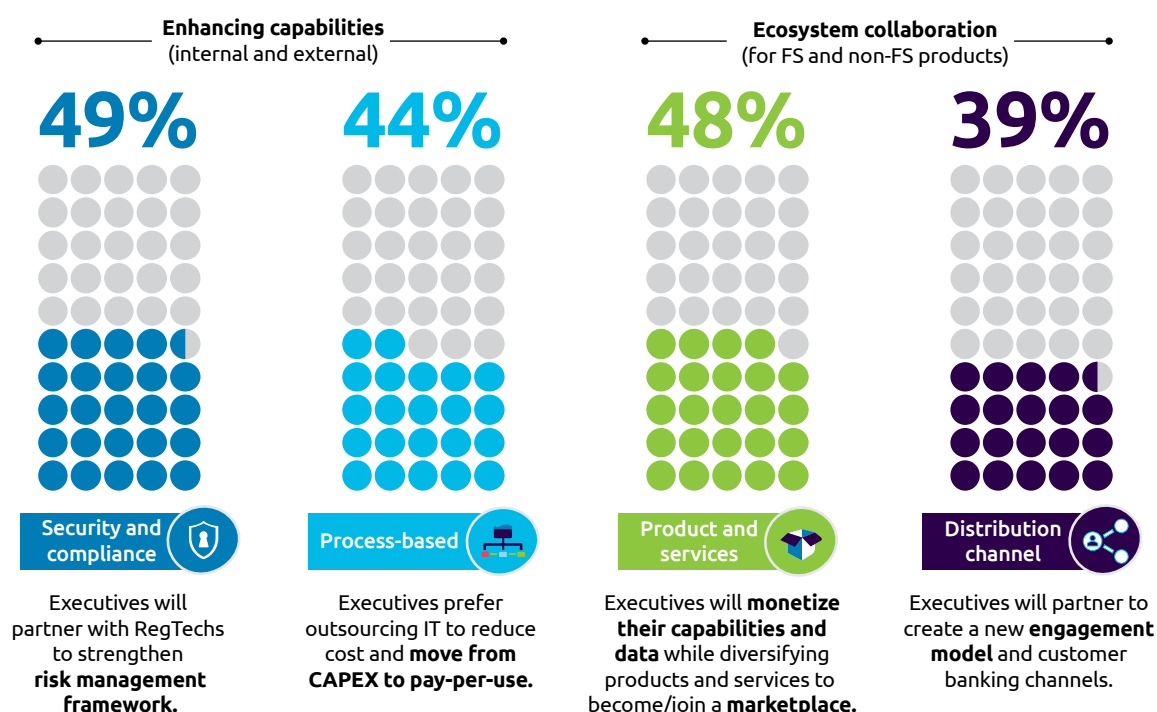 Enhancing capabilities
(internal and external)
Ecosystem collaboration
(for FS and non-FS products)
49%
44%
48%
39%
Security and
compliance
Process-based
Product and
services
Distribution
channel
Executives will
partner with RegTechs
to strengthen
risk management
framework.
Executives prefer
outsourcing IT to reduce
cost and move from
CAPEX to pay-per-use.
Executives will monetize
their capabilities and
data while diversifying
products and services to
become/join a marketplace.
Executives will partner to
create a new engagement
model and customer
banking channels.